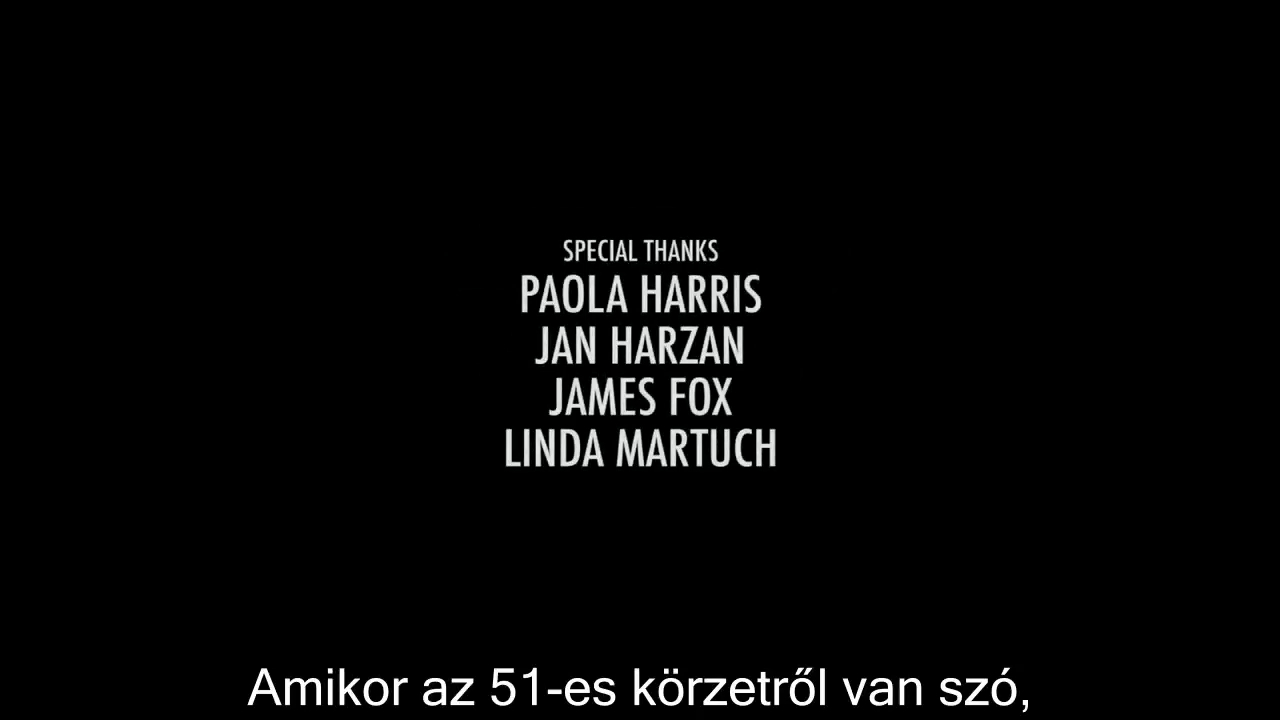 SPECIAL THANKS
PAOLA HARRIS
JAN HARZAN
JAMES FOX
LINDA MARTUCH
Amikor az 51-es körzetről van szó,